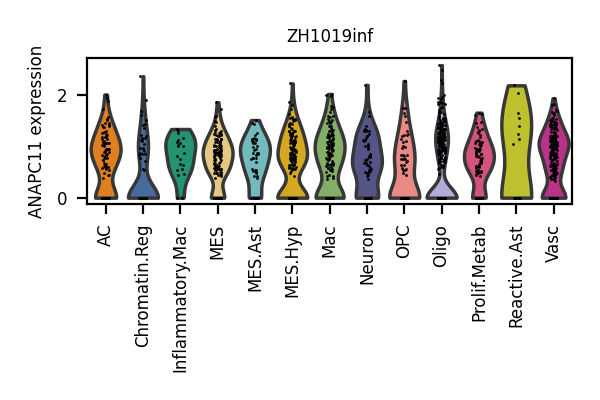 ZH1019inf
ANAPC11 expression
2
0
AC
Chromatin.Reg
Inflammatory.Mac
MES
MES.Ast
MES.Hyp
Mac
Neuron
OPC
Oligo
Prolif.Metab
Reactive.Ast
Vasc